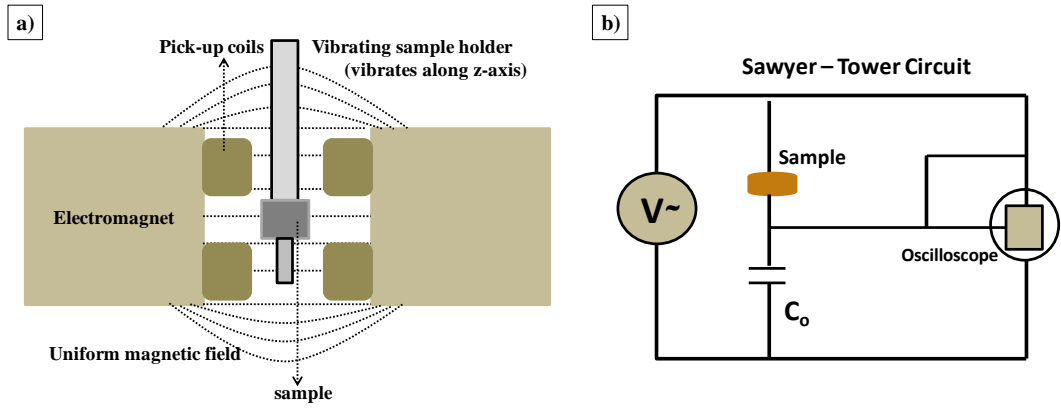 a)
Pick-up coils
Vibrating sample holder
(vibrates along z-axis)
Electromagnet
Uniform magnetic field
sample
b)
Sawyer – Tower Circuit
Sample
V~
Oscilloscope
Co